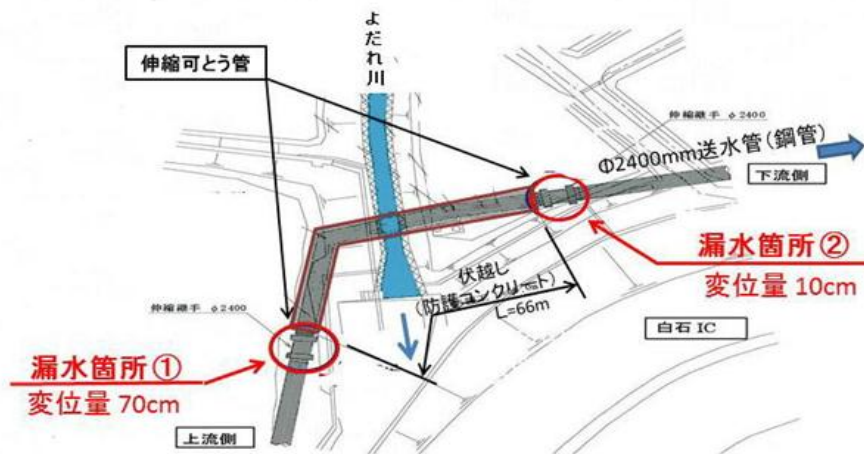 よだれ川
伸縮可とう管
伸縮継手 φ2400
Φ2400mm送水管(鋼管)
下流側
漏水箇所②
変位量 10cm
伏越し
(防護コンクリート)
L=66m
白石 IC
伸縮継手 φ2400
漏水箇所①
変位量 70cm
上流側